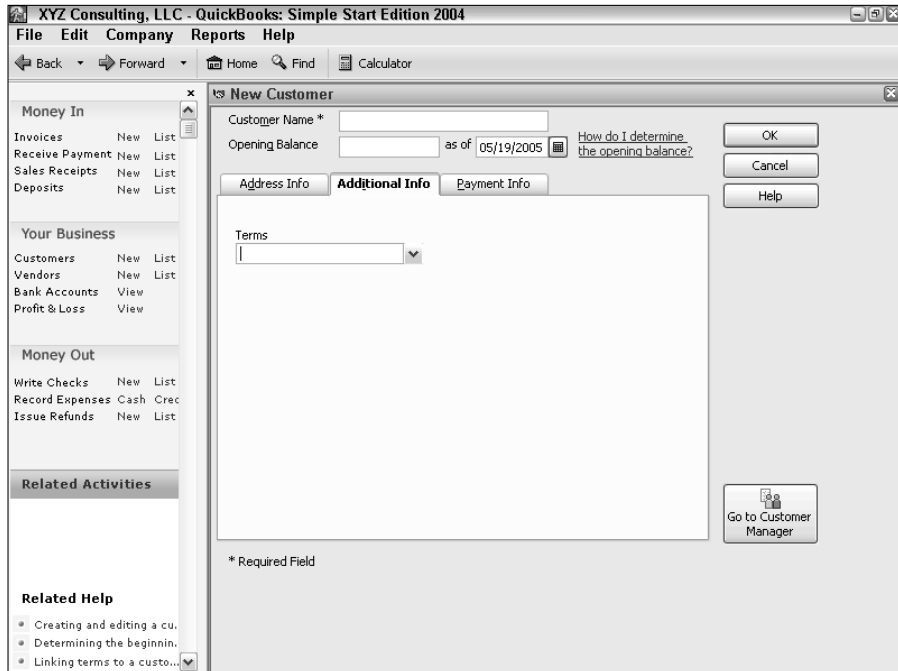 XYZ Consulting, LLC - QuickBooks: Simple Start Edition 2004
File Edit Company Reports Help
Back Forward Home Find Calculator
Money In
Invoices New List
Receive Payment New List
Sales Receipts New List
Deposits New List
Your Business
Customers New List
Vendors New List
Bank Accounts View
Profit & Loss View
Money Out
Write Checks New List
Record Expenses Cash Crec
Issue Refunds New List
Related Activities
Related Help
Creating and editing a cu.
Determining the beginnin.
Linking terms to a custo...
New Customer
Customer Name *
Opening Balance as of 05/19/2005
How do I determine
the opening balance?
Address Info Additional Info Payment Info
Terms
* Required Field
OK
Cancel
Help
Go to Customer
Manager